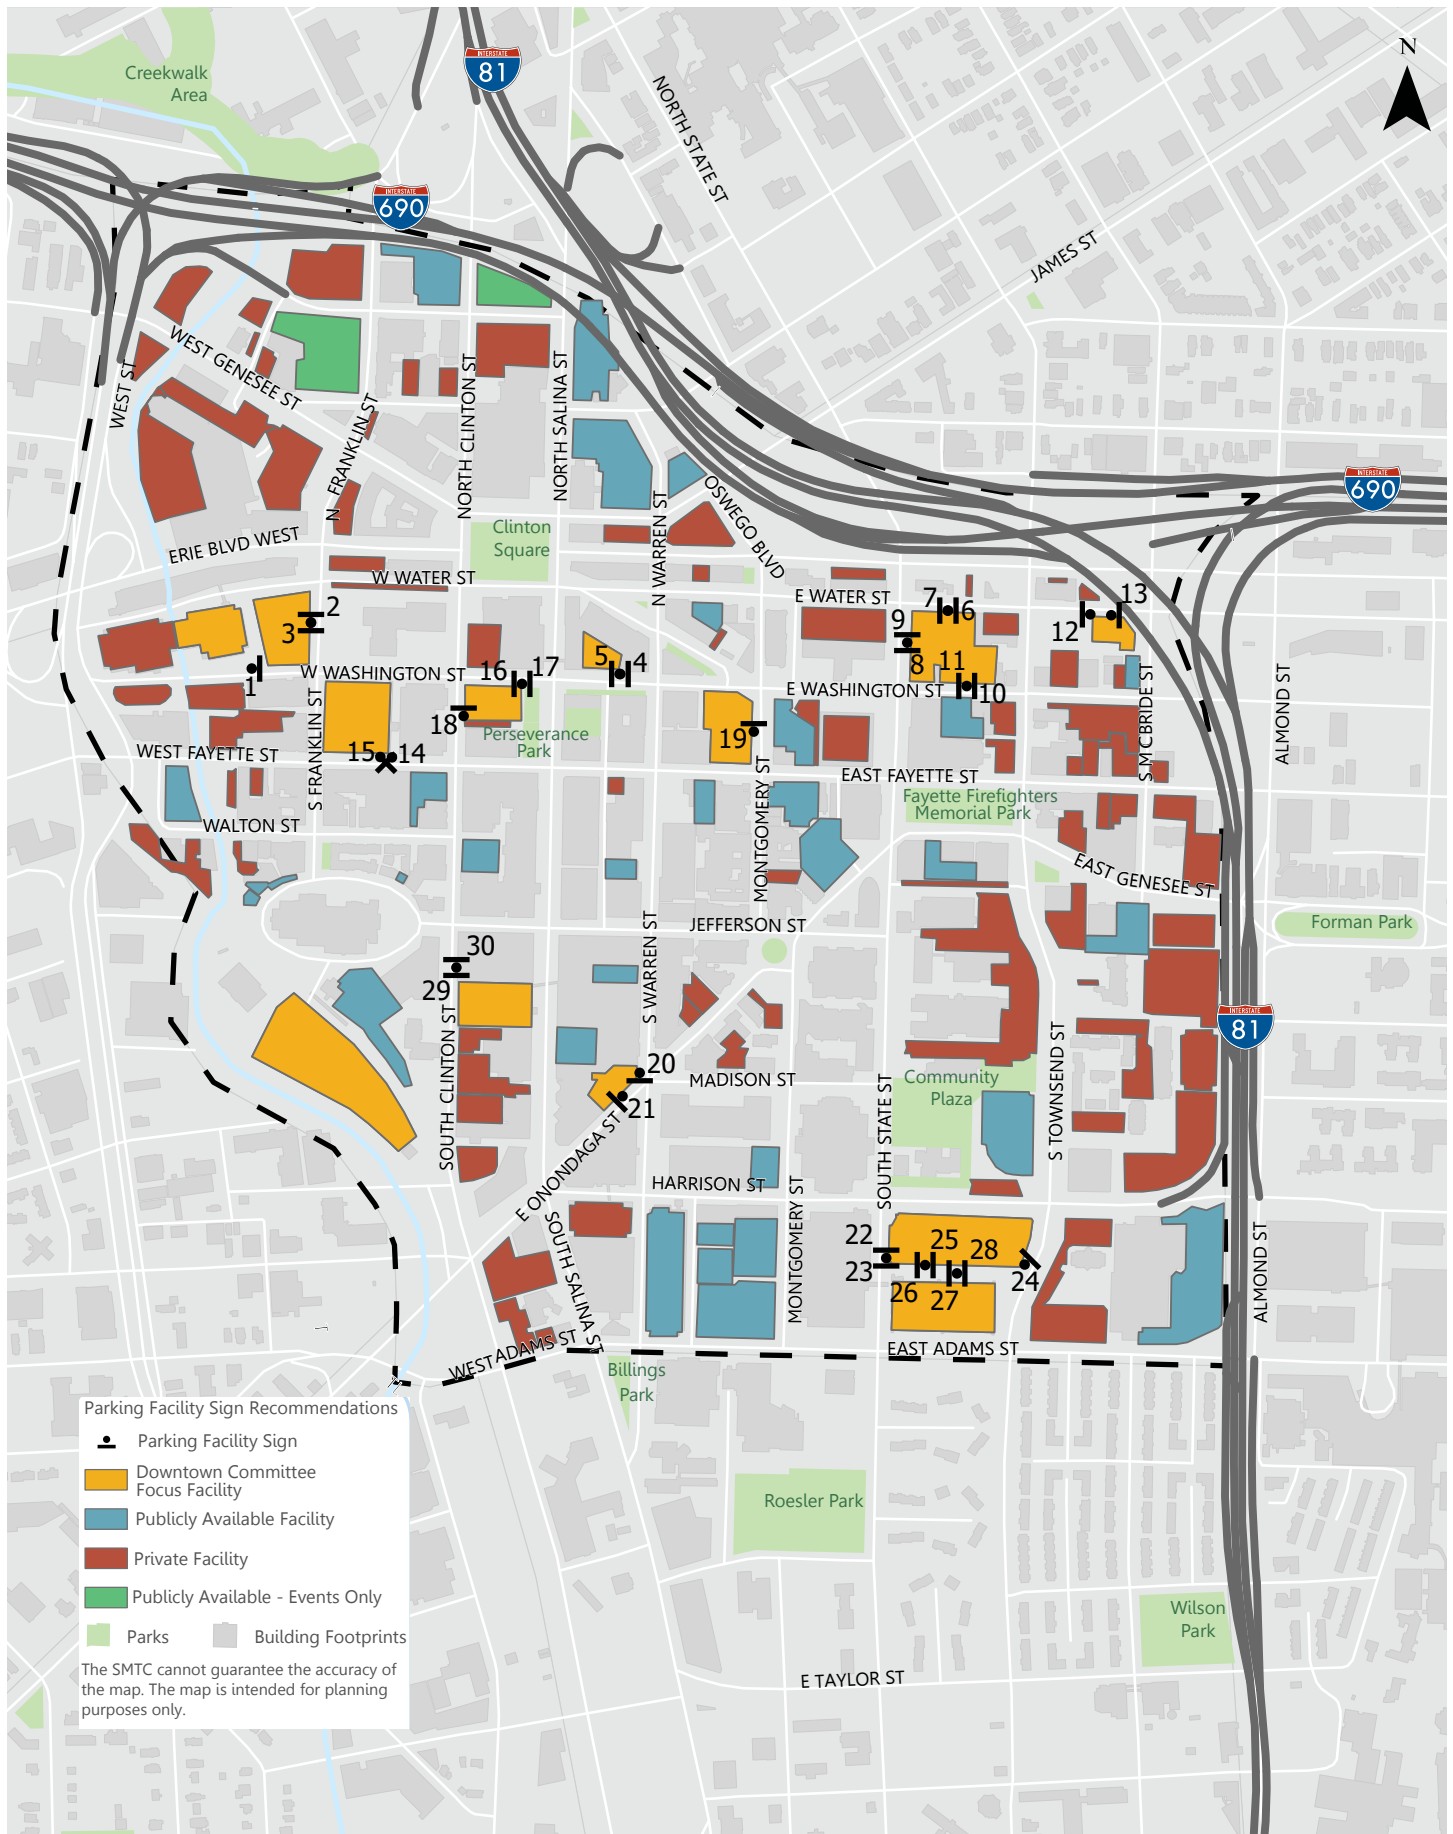 N
Creekwalk
Area
INTERSTATE
81
NORTH STATE ST
INTERSTATE
690
JAMES ST
WEST GENESEE ST
WEST ST
N FRANKLIN ST
NORTH CLINTON ST
NORTH SALINA ST
OSWEGO BLVD
N WARREN ST
INTERSTATE
690
Clinton
Square
ERIE BLVD WEST
W WATER ST
E WATER ST
2
3
7
6
9
8
11
10
12
13
5
4
1
W WASHINGTON ST
16
17
18
E WASHINGTON ST
S MCBRIDE ST
ALMOND ST
Perseverance
Park
19
S FRANKLIN ST
WEST FAYETTE ST
15
14
EAST FAYETTE ST
MONTGOMERY ST
Fayette Firefighters
Memorial Park
WALTON ST
EAST GENESEE ST
JEFFERSON ST
Forman Park
S WARREN ST
30
29
SOUTH CLINTON ST
INTERSTATE
81
20
21
MADISON ST
Community
Plaza
S TOWNSEND ST
SOUTH STATE ST
E ONONDAGA ST
HARRISON ST
MONTGOMERY ST
SOUTH SALINA ST
22
23
25
28
26
27
24
ALMOND ST
WEST ADAMS ST
EAST ADAMS ST
Billings
Park
Parking Facility Sign Recommendations
Parking Facility Sign
Downtown Committee
Focus Facility
Publicly Available Facility
Private Facility
Publicly Available - Events Only
Parks
Building Footprints
The SMTC cannot guarantee the accuracy of
the map. The map is intended for planning
purposes only.
Roesler Park
Wilson
Park
E TAYLOR ST